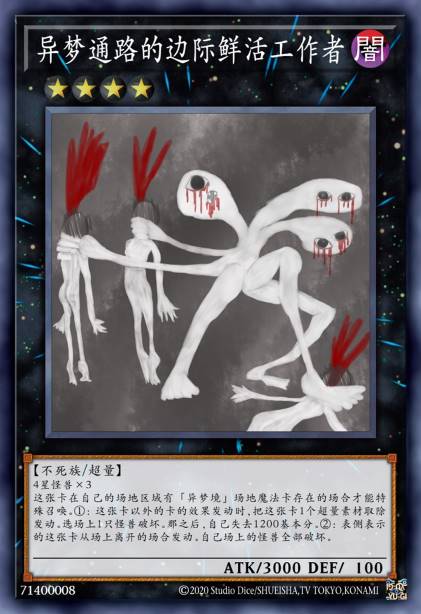 异梦通路的边际鲜活工作者 闇
【不死族/超量】
4星怪兽×3
这张卡在自己的场地区域有「异梦境」场地魔法卡存在的场合才能特
殊召唤。①：这张卡以外的卡的效果发动时，把这张卡1个超量素材取除
发动。选场上1只怪兽破坏。那之后，自己失去1200基本分。②：表侧表示
的这张卡从场上离开的场合发动。自己场上的怪兽全部破坏。
ATK/3000 DEF/ 100
71400008 ©2020 Studio Dice/SHUEISHA,TV TOKYO,KONAMI